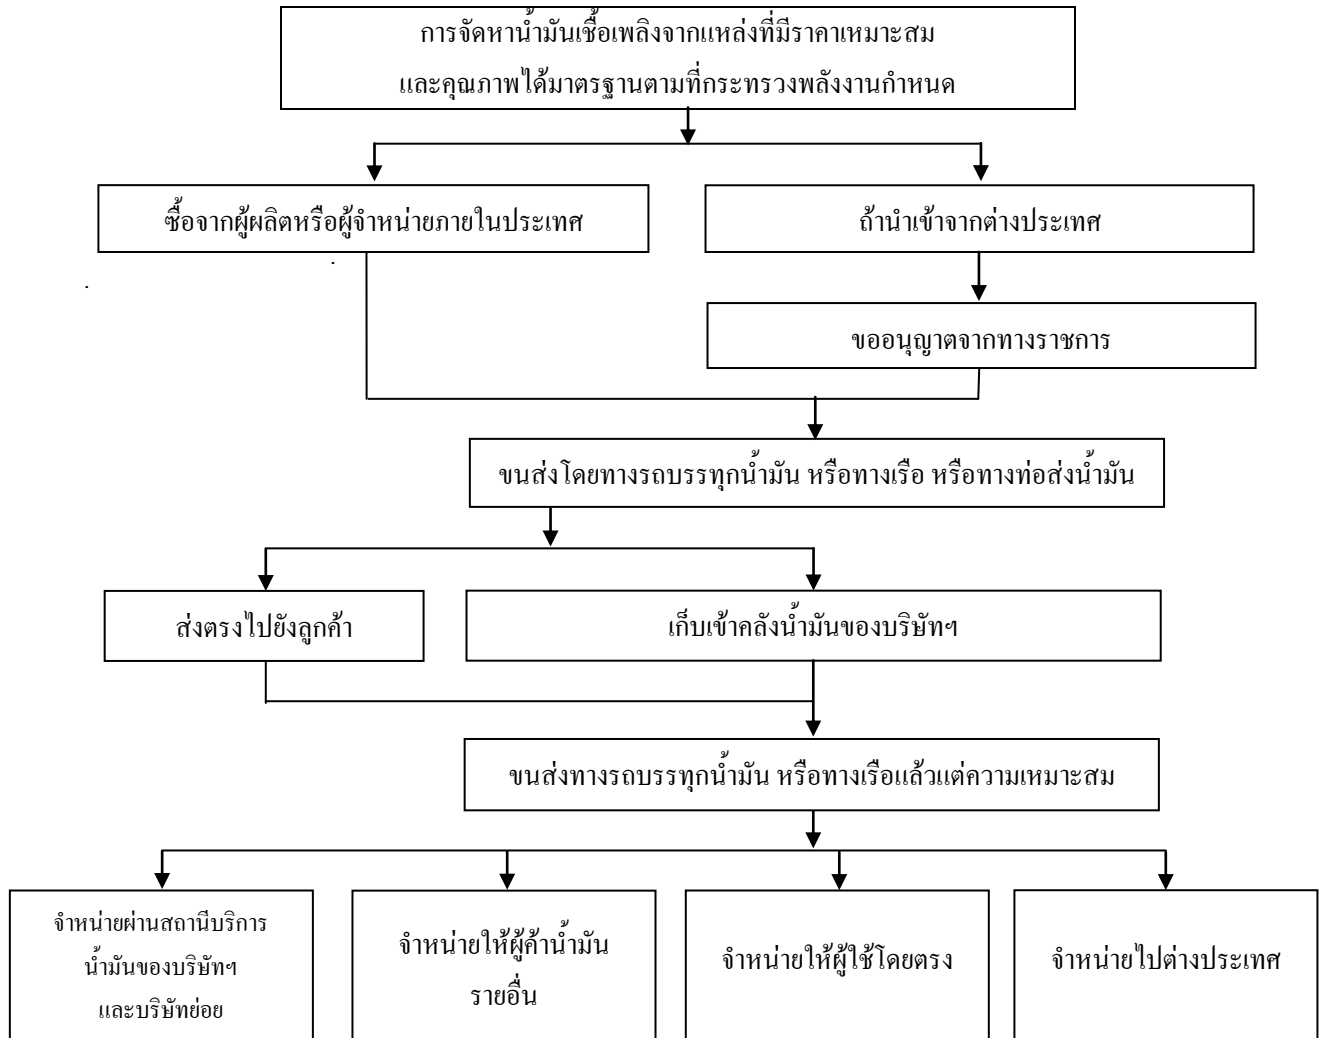 การจัดหาน้ำมันเชื้อเพลิงจากแหล่งที่มีราคาเหมาะสม
และคุณภาพได้มาตรฐานตามที่กระทรวงพลังงานกำหนด
ซื้อจากผู้ผลิตหรือผู้จำหน่ายภายในประเทศ
ถ้านำเข้าจากต่างประเทศ
ขออนุญาตจากทางราชการ
ขนส่งโดยทางรถบรรทุกน้ำมัน หรือทางเรือ หรือทางท่อส่งน้ำมัน
ส่งตรงไปยังลูกค้า
เก็บเข้าคลังน้ำมันของบริษัทฯ
ขนส่งทางรถบรรทุกน้ำมัน หรือทางเรือแล้วแต่ความเหมาะสม
จำหน่ายผ่านสถานีบริการ
น้ำมันของบริษัทฯ
และบริษัทย่อย
จำหน่ายให้ผู้ค้าน้ำมัน
รายอื่น
จำหน่ายให้ผู้ใช้โดยตรง
จำหน่ายไปต่างประเทศ